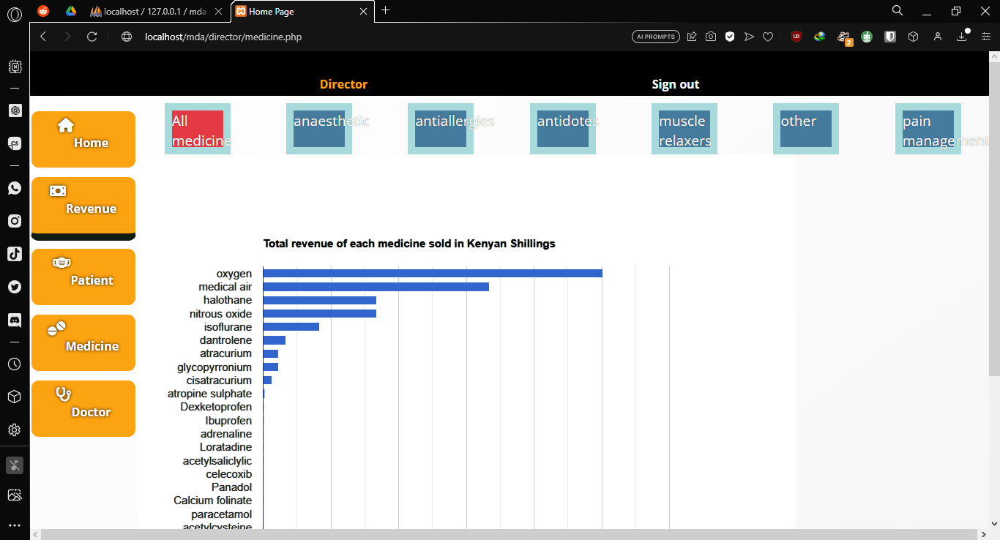 localhost / 127.0.0.1 / mda
Home Page
localhost/mda/director/medicine.php
AI PROMPTS
2
Director
Sign out
Home
Revenue
Patient
Medicine
Doctor
All
medicine
anaesthetic
antiallergies
antidotes
muscle
relaxers
other
pain
management
Total revenue of each medicine sold in Kenyan Shillings
oxygen
medical air
halothane
nitrous oxide
isoflurane
dantrolene
atracurium
glycopyrronium
cisatracurium
atropine sulphate
Dexketoprofen
Ibuprofen
adrenaline
Loratadine
acetylsaliclylic
celecoxib
Panadol
Calcium folinate
paracetamol
acetylcysteine